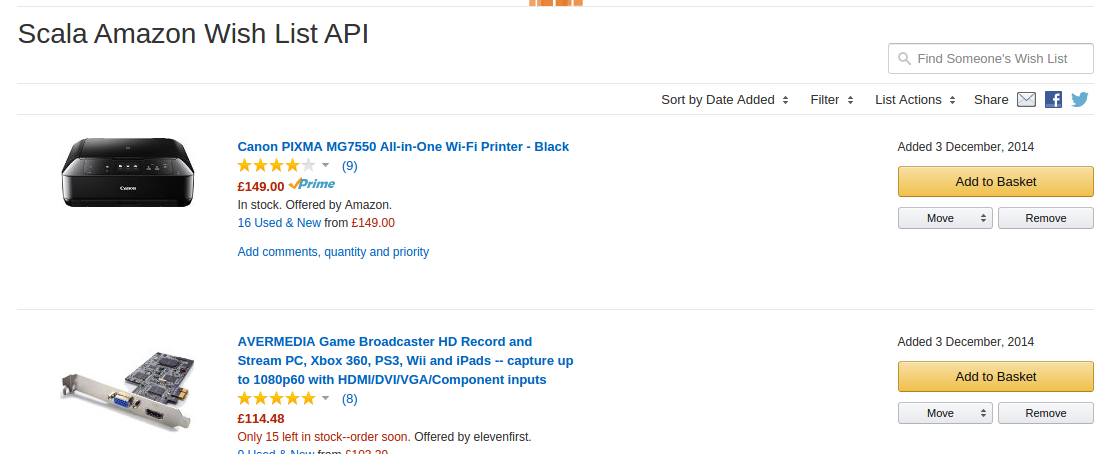 Scala Amazon Wish List API
Find Someone's Wish List
Sort by Date Added Filter List Actions Share
Canon PIXMA MG7550 All-in-One Wi-Fi Printer - Black
Added 3 December, 2014
(9)
£149.00 Prime
Add to Basket
In stock. Offered by Amazon.
16 Used & New from £149.00
Move Remove
Add comments, quantity and priority
Canon
AVERMEDIA Game Broadcaster HD Record and
Stream PC, Xbox 360, PS3, Wii and iPads -- capture up
to 1080p60 with HDMI/DVI/VGA/Component inputs
Added 3 December, 2014
(8)
Add to Basket
£114.48
Only 15 left in stock--order soon. Offered by elevenfirst.
Move Remove
Used & New from